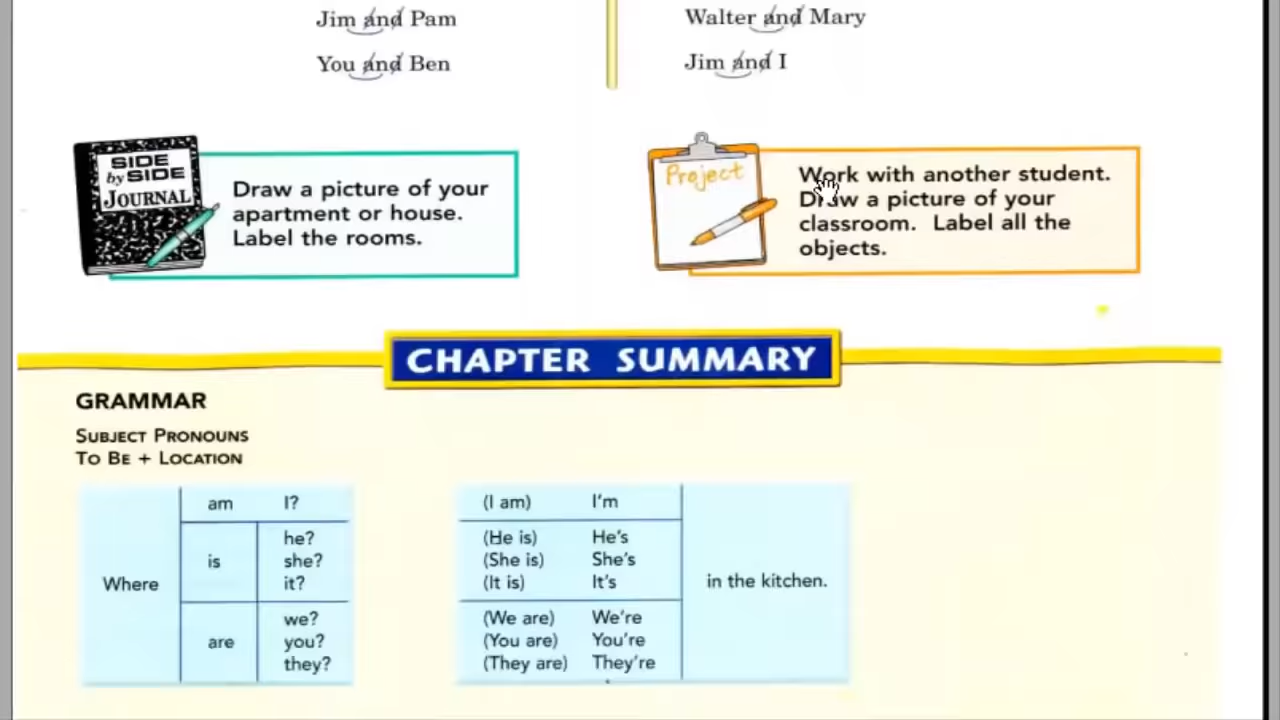 Jim and Pam
You and Ben
Walter and Mary
Jim and I
SIDE
by SIDE
JOURNAL
Draw a picture of your
apartment or house.
Label the rooms.
Project
Work with another student.
Draw a picture of your
classroom. Label all the
objects.
CHAPTER SUMMARY
GRAMMAR
SUBJECT PRONOUNS
TO BE + LOCATION
Where
am I?
is
he?
she?
it?
are
we?
you?
they?
(I am) I'm
(He is) He's
(She is) She's
(It is) It's
(We are) We're
(You are) You're
(They are) They're
in the kitchen.